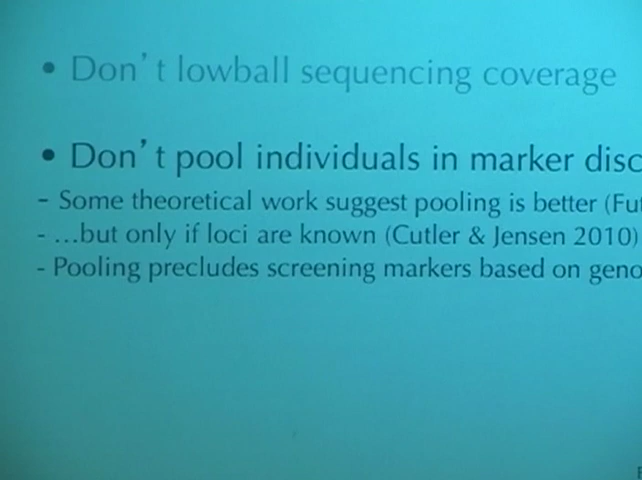 • Don't lowball sequencing coverage
• Don't pool individuals in marker disc
- Some theoretical work suggest pooling is better (Fu
- ...but only if loci are known (Cutler & Jensen 2010)
- Pooling precludes screening markers based on geno